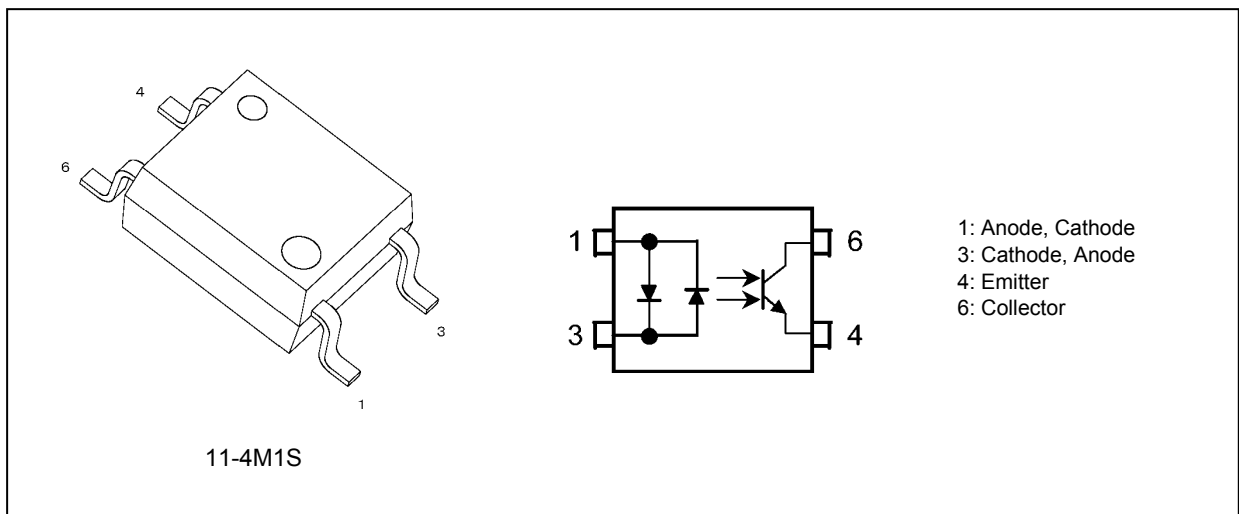 4
6
3
1
11-4M1S
1
6
3
4
1: Anode, Cathode
3: Cathode, Anode
4: Emitter
6: Collector